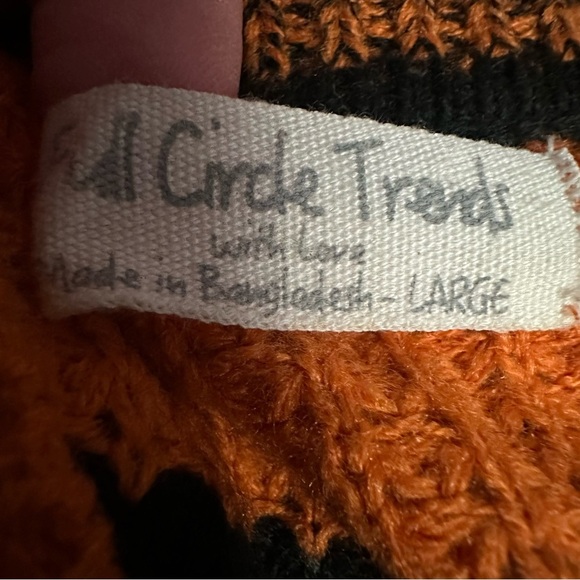 Full Circle Trends
with Love
Made in Bangladesh - LARGE